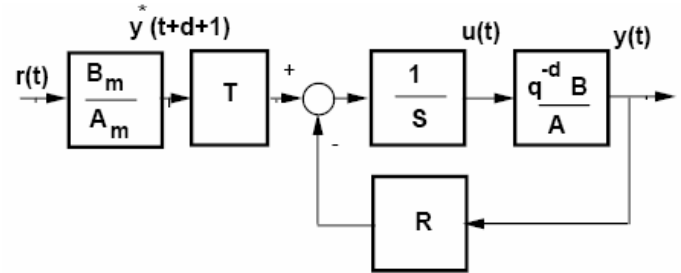 y*(t+d+1)
r(t)
B_m
A_m
T
+
-
1
S
u(t)
q^-d B
A
y(t)
R